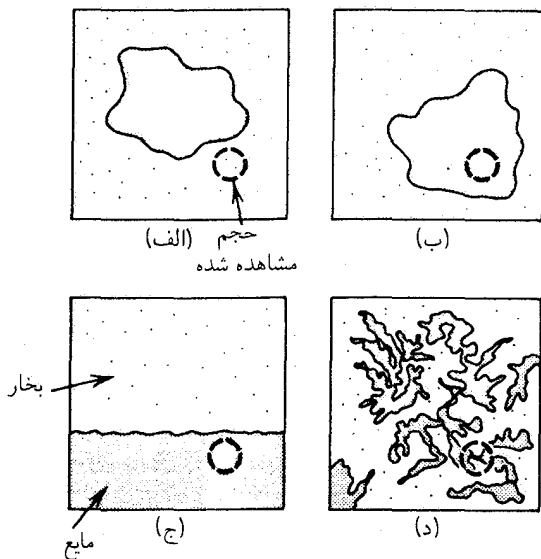 (الف)
(ب)
حجم
مشاهده شده
بخار
مایع
(ج)
(د)